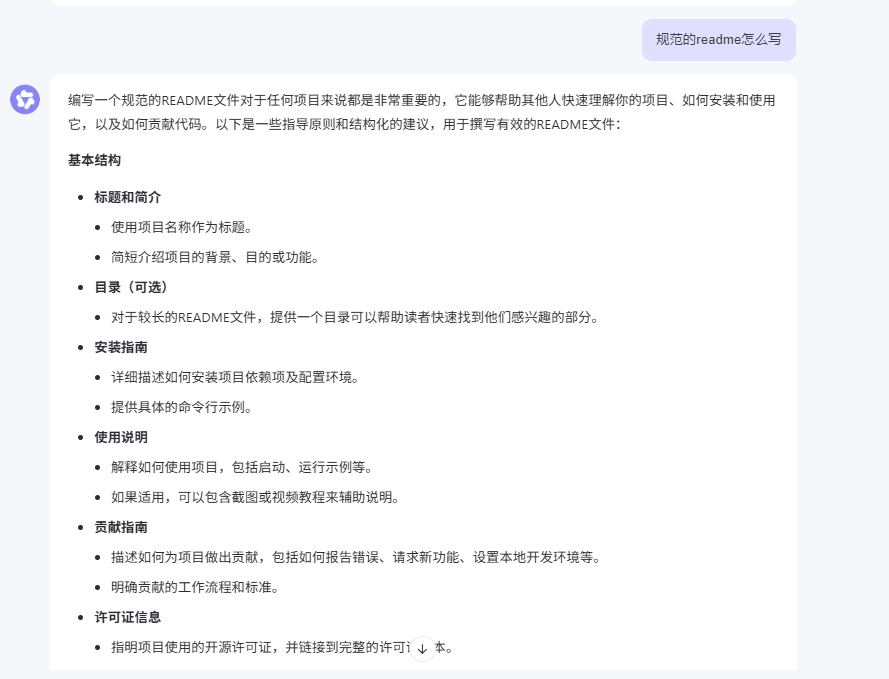 规范的readme怎么写
编写一个规范的README文件对于任何项目来说都是非常重要的，它能够帮助其他人快速理解你的项目、如何安装和使用
它，以及如何贡献代码。以下是一些指导原则和结构化的建议，用于撰写有效的README文件：
基本结构
标题和简介
使用项目名称作为标题。
简短介绍项目的背景、目的或功能。
目录（可选）
对于较长的README文件，提供一个目录可以帮助读者快速找到他们感兴趣的部分。
安装指南
详细描述如何安装项目依赖项及配置环境。
提供具体的命令行示例。
使用说明
解释如何使用项目，包括启动、运行示例等。
如果适用，可以包含截图或视频教程来辅助说明。
贡献指南
描述如何为项目做出贡献，包括如何报告错误、请求新功能、设置本地开发环境等。
明确贡献的工作流程和标准。
许可证信息
指明项目使用的开源许可证，并链接到完整的许可本。